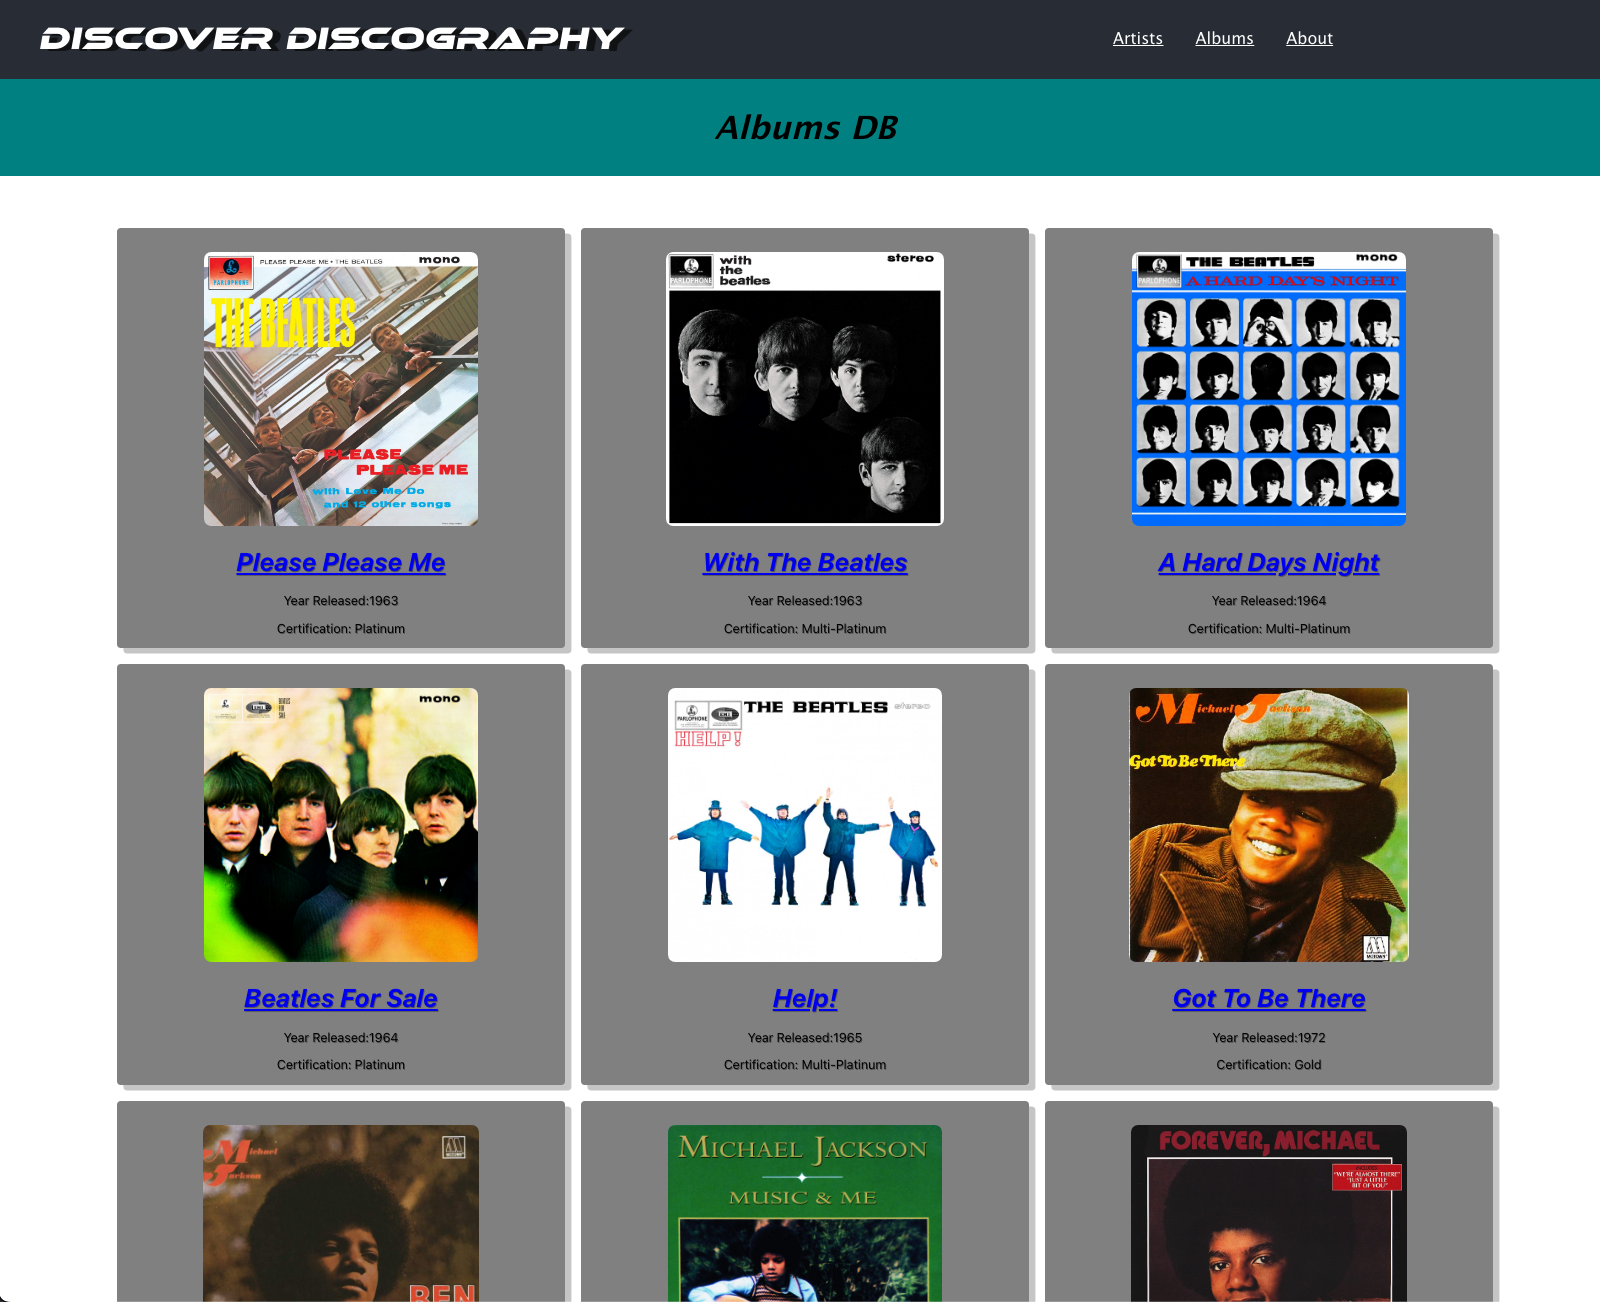 DISCOVER DISCOGRAPHY
Artists Albums About
Albums DB
PARLOPHONE
PLEASE PLEASE ME • THE BEATLES
mono
THE BEATLES
PLEASE
PLEASE ME
with Love Me Do
and 12 other songs
Please Please Me
Year Released:1963
Certification: Platinum
PARLOPHONE
with
the
beatles
stereo
With The Beatles
Year Released:1963
Certification: Multi-Platinum
PARLOPHONE
THE BEATLES
mono
A HARD DAY'S NIGHT
A Hard Days Night
Year Released:1964
Certification: Multi-Platinum
BEATLES
FOR
SALE
mono
Beatles For Sale
Year Released:1964
Certification: Platinum
PARLOPHONE
EMI
THE BEATLES
stereo
HELP!
Help!
Year Released:1965
Certification: Multi-Platinum
Michael Jackson
Got To Be There
MOTOWN
Got To Be There
Year Released:1972
Certification: Gold
Michael
Jackson
BEN
MICHAEL JACKSON
MUSIC & ME
FOREVER, MICHAEL
"WE'RE ALMOST THERE"
"JUST A LITTLE
BIT OF YOU"